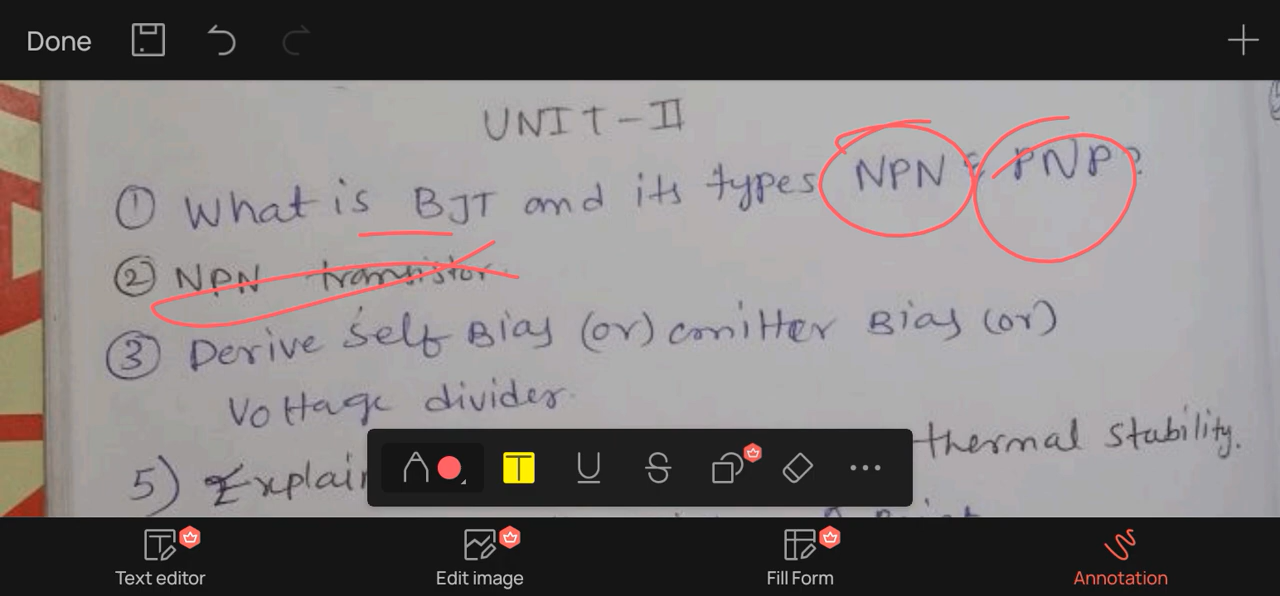 Done
UNIT-II
① What is BJT and its types NPN & PNP?
② NPN transistor.
③ Derive Self Bias (or) emitter Bias (or)
Voltage divider.
thermal stability.
5) Explain
T
U
S
Text editor
Edit image
Fill Form
Annotation